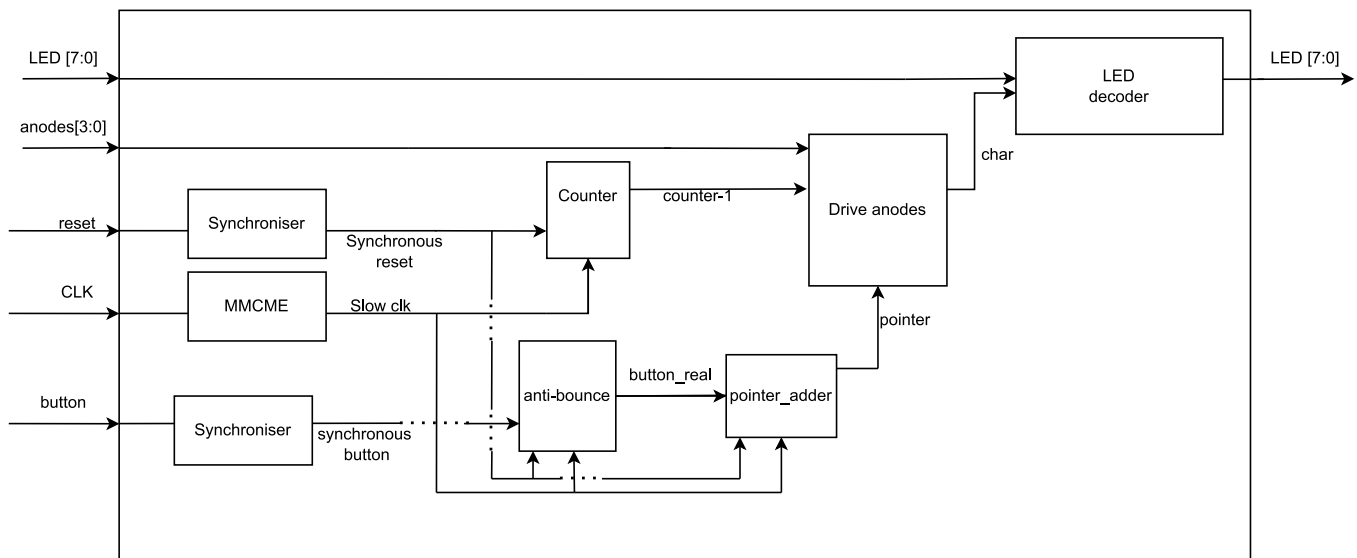 LED [7:0]
LED
decoder
LED [7:0]
anodes[3:0]
char
Counter
counter-1
Drive anodes
reset
Synchroniser
Synchronous
reset
CLK
MMCME
Slow clk
pointer
button
Synchroniser
synchronous
button
anti-bounce
button_real
pointer_adder